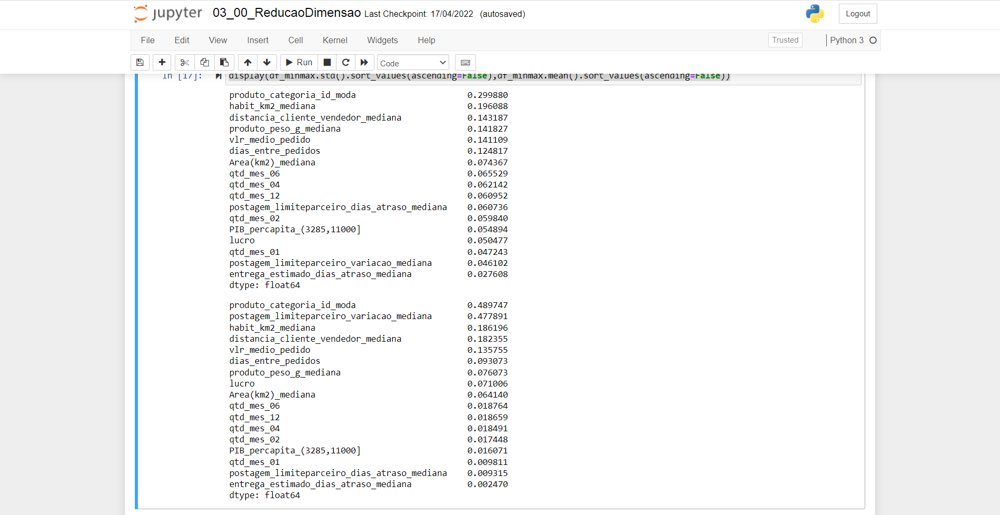 jupyter 03_00_ReducaoDimensao Last Checkpoint: 17/04/2022 (autosaved) Logout
File Edit View Insert Cell Kernel Widgets Help Trusted Python 3
Run Code
In [17]: display(df_minmax.std().sort_values(ascending=False),df_minmax.mean().sort_values(ascending=False))
produto_categoria_id_moda 0.299880
habit_km2_mediana 0.196088
distancia_cliente_vendedor_mediana 0.143187
produto_peso_g_mediana 0.141827
vlr_medio_pedido 0.141109
dias_entre_pedidos 0.124817
Area(km2)_mediana 0.074367
qtd_mes_06 0.065529
qtd_mes_04 0.062142
qtd_mes_12 0.060952
postagem_limiteparceiro_dias_atraso_mediana 0.060736
qtd_mes_02 0.059840
PIB_percapita_(3285,11000] 0.054894
lucro 0.050477
qtd_mes_01 0.047243
postagem_limiteparceiro_variacao_mediana 0.046102
entrega_estimado_dias_atraso_mediana 0.027608
dtype: float64
produto_categoria_id_moda 0.489747
postagem_limiteparceiro_variacao_mediana 0.477891
habit_km2_mediana 0.186196
distancia_cliente_vendedor_mediana 0.182355
vlr_medio_pedido 0.135755
dias_entre_pedidos 0.093073
produto_peso_g_mediana 0.076073
lucro 0.071006
Area(km2)_mediana 0.064140
qtd_mes_06 0.018764
qtd_mes_12 0.018659
qtd_mes_04 0.018491
qtd_mes_02 0.017448
PIB_percapita_(3285,11000] 0.016071
qtd_mes_01 0.009811
postagem_limiteparceiro_dias_atraso_mediana 0.009315
entrega_estimado_dias_atraso_mediana 0.002470
dtype: float64